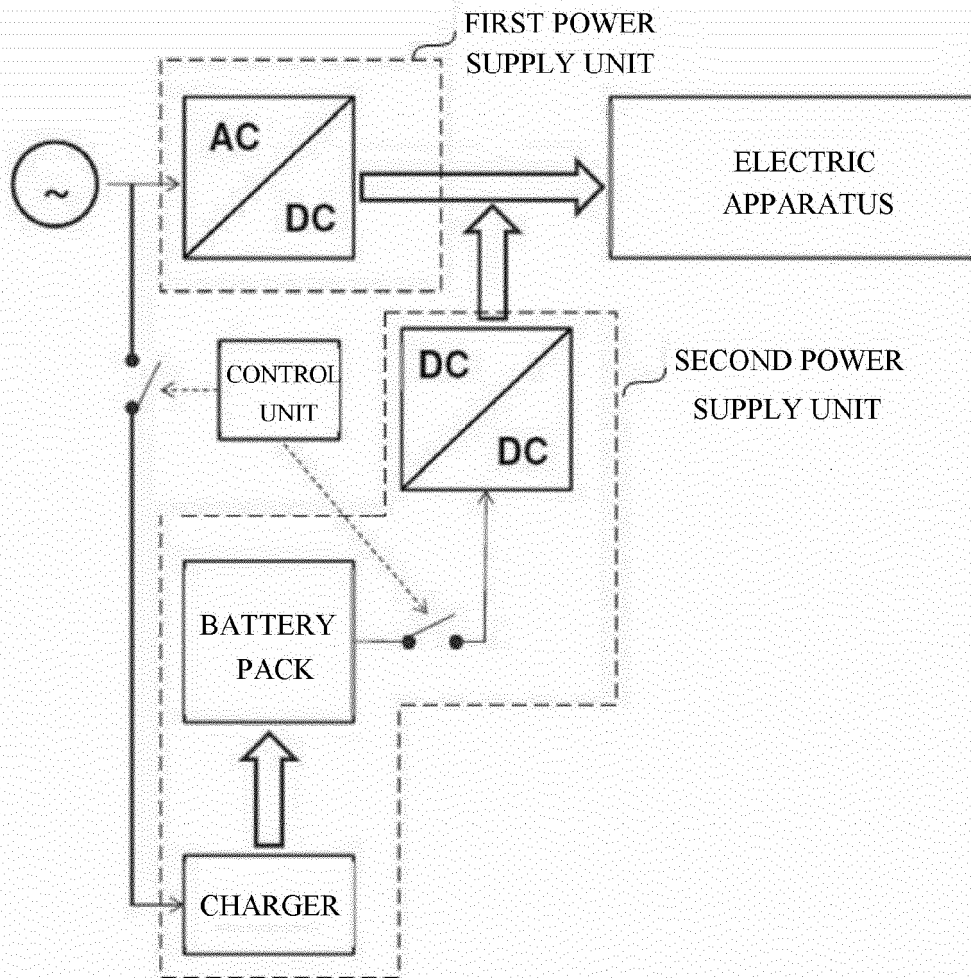 FIRST POWER
SUPPLY UNIT
AC
DC
~
ELECTRIC
APPARATUS
CONTROL
UNIT
DC
DC
SECOND POWER
SUPPLY UNIT
BATTERY
PACK
CHARGER